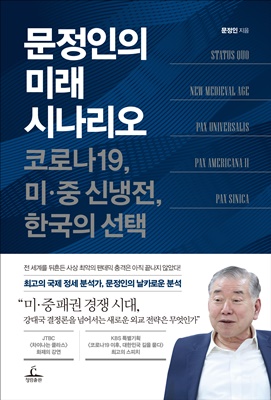 문정인의
미래
시나리오
문정인 지음
STATUS QUO
NEW MEDIEVAL AGE
PAX UNIVERSALIS
PAX AMERICANA II
PAX SINICA
코로나19,
미·중 신냉전,
한국의 선택
전 세계를 뒤흔든 사상 최악의 팬데믹 충격은 아직 끝나지 않았다!
최고의 국제 정세 분석가, 문정인의 날카로운 분석
“미·중 패권 경쟁 시대,
강대국 결정론을 넘어서는 새로운 외교 전략은 무엇인가”
JTBC
〈차이나는 클라스〉
화제의 강연
KBS 특별기획
〈코로나19 이후, 대한민국 길을 묻다〉
최고의 스피치
청림출판